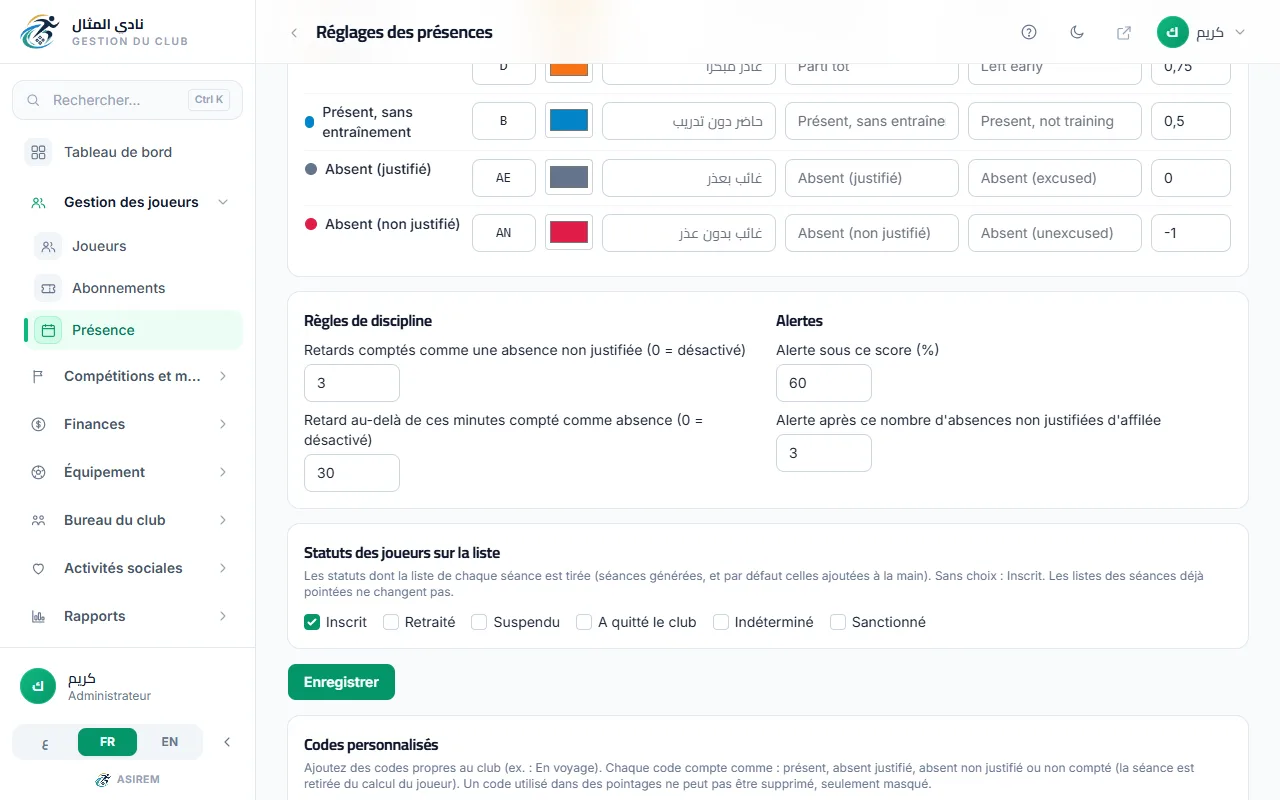 نادي المثال
GESTION DU CLUB
Rechercher...
Ctrl K
Tableau de bord
Gestion des joueurs
Joueurs
Abonnements
Présence
Compétitions et m...
Finances
Équipement
Bureau du club
Activités sociales
Rapports
كريم
Administrateur
ع
FR
EN
ASIREM
Réglages des présences
كريم
D
غادر مبكرا
Parti tôt
Left early
0,75
Présent, sans entraînement
B
حاضر دون تدريب
Présent, sans entraîne
Present, not training
0,5
Absent (justifié)
AE
غائب بعذر
Absent (justifié)
Absent (excused)
0
Absent (non justifié)
AN
غائب بدون عذر
Absent (non justifié)
Absent (unexcused)
-1
Règles de discipline
Retards comptés comme une absence non justifiée (0 = désactivé)
3
Retard au-delà de ces minutes compté comme absence (0 =
désactivé)
30
Alertes
Alerte sous ce score (%)
60
Alerte après ce nombre d'absences non justifiées d'affilée
3
Statuts des joueurs sur la liste
Les statuts dont la liste de chaque séance est tirée (séances générées, et par défaut celles ajoutées à la main). Sans choix : Inscrit. Les listes des séances déjà
pointées ne changent pas.
Inscrit
Retraité
Suspendu
A quitté le club
Indéterminé
Sanctionné
Enregistrer
Codes personnalisés
Ajoutez des codes propres au club (ex. : En voyage). Chaque code compte comme : présent, absent justifié, absent non justifié ou non compté (la séance est
retirée du calcul du joueur). Un code utilisé dans des pointages ne peut pas être supprimé, seulement masqué.